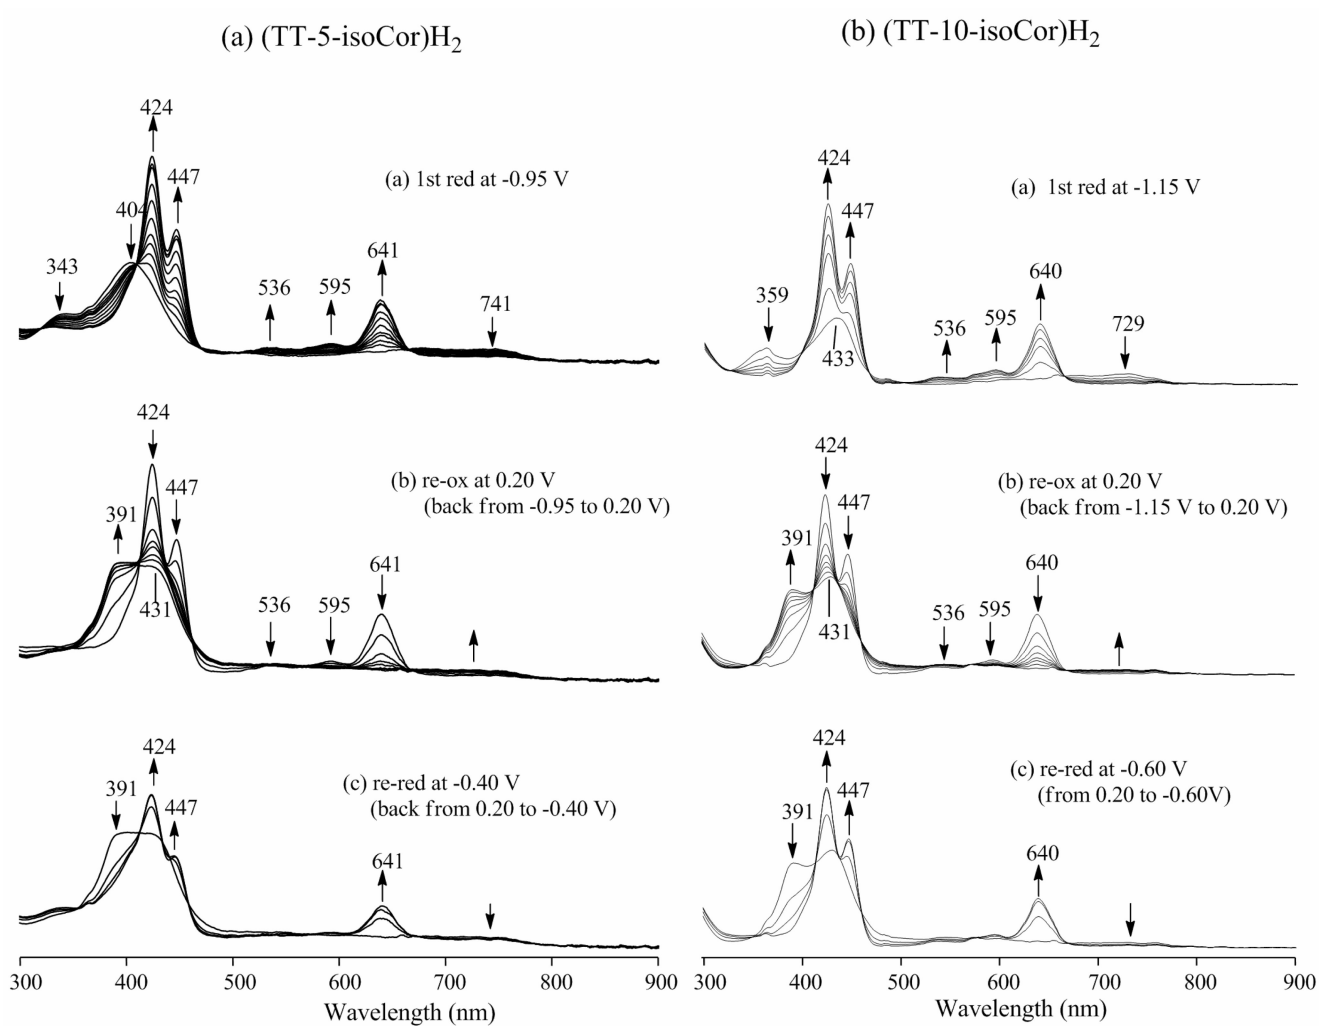 (a) (TT-5-isoCor)H2
(b) (TT-10-isoCor)H2
424
447
404
343
(a) 1st red at -0.95 V
536
595
641
741
424
447
391
431
(b) re-ox at 0.20 V
(back from -0.95 to 0.20 V)
536
595
641
424
447
391
(c) re-red at -0.40 V
(back from 0.20 to -0.40 V)
641
300 400 500 600 700 800 900
Wavelength (nm)
424
447
359
433
(a) 1st red at -1.15 V
536
595
640
729
424
447
391
431
(b) re-ox at 0.20 V
(back from -1.15 V to 0.20 V)
536
595
640
424
447
391
(c) re-red at -0.60 V
(from 0.20 to -0.60V)
640
300 400 500 600 700 800 900
Wavelength (nm)